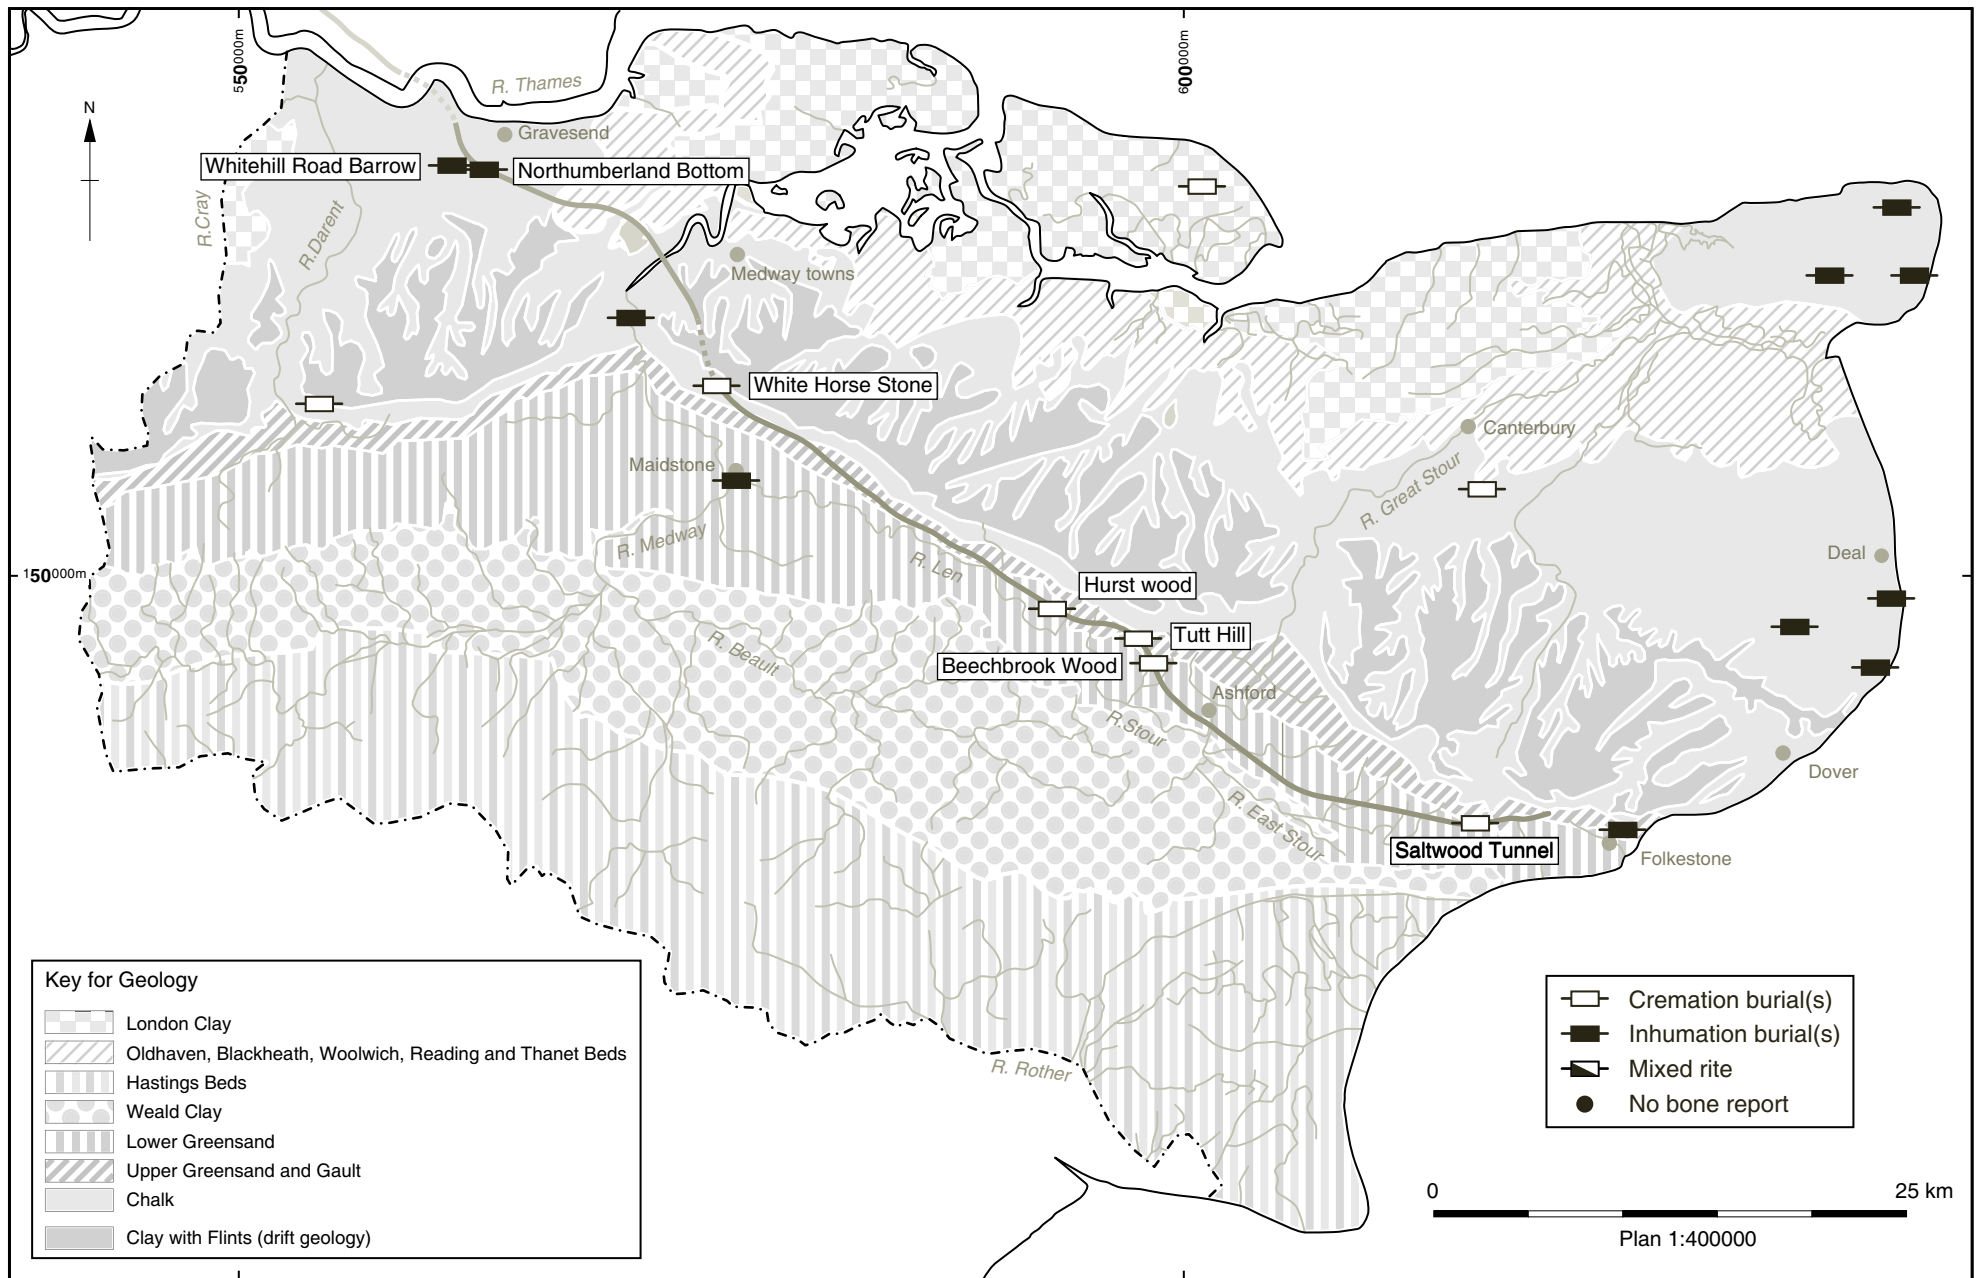 550000m
600000m
N
R. Thames
Gravesend
Whitehill Road Barrow
Northumberland Bottom
R.Cray
R.Darent
Medway towns
White Horse Stone
Canterbury
Maidstone
R. Great Stour
R. Medway
Deal
R. Len
150000m
Hurst wood
Tutt Hill
R. Beault
Beechbrook Wood
Ashford
R.Stour
Dover
R. East Stour
Saltwood Tunnel
Folkestone
R. Rother
Key for Geology
London Clay
Oldhaven, Blackheath, Woolwich, Reading and Thanet Beds
Hastings Beds
Weald Clay
Lower Greensand
Upper Greensand and Gault
Chalk
Clay with Flints (drift geology)
Cremation burial(s)
Inhumation burial(s)
Mixed rite
No bone report
0 25 km
Plan 1:400000